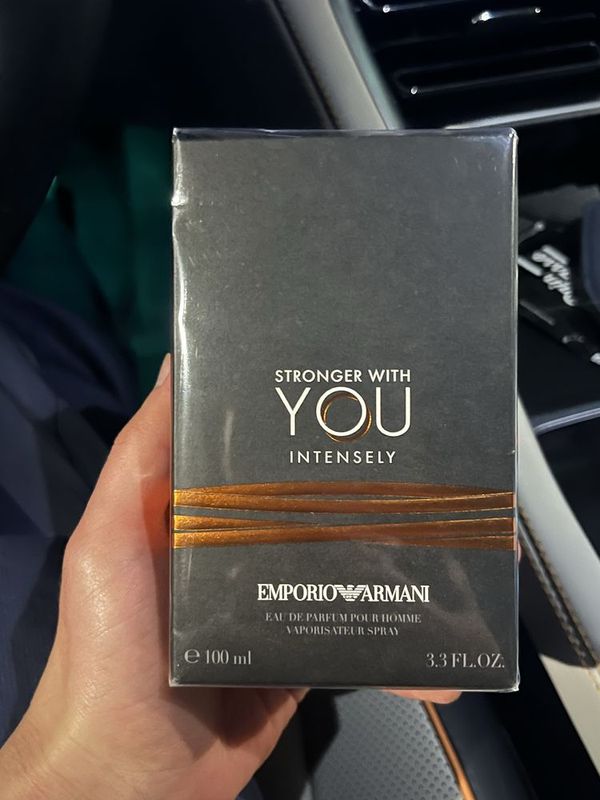 STRONGER WITH
YOU
INTENSELY
EMPORIO ARMANI
EAU DE PARFUM POUR HOMME
VAPORISATEUR SPRAY
e 100 ml
3.3 FL.OZ.